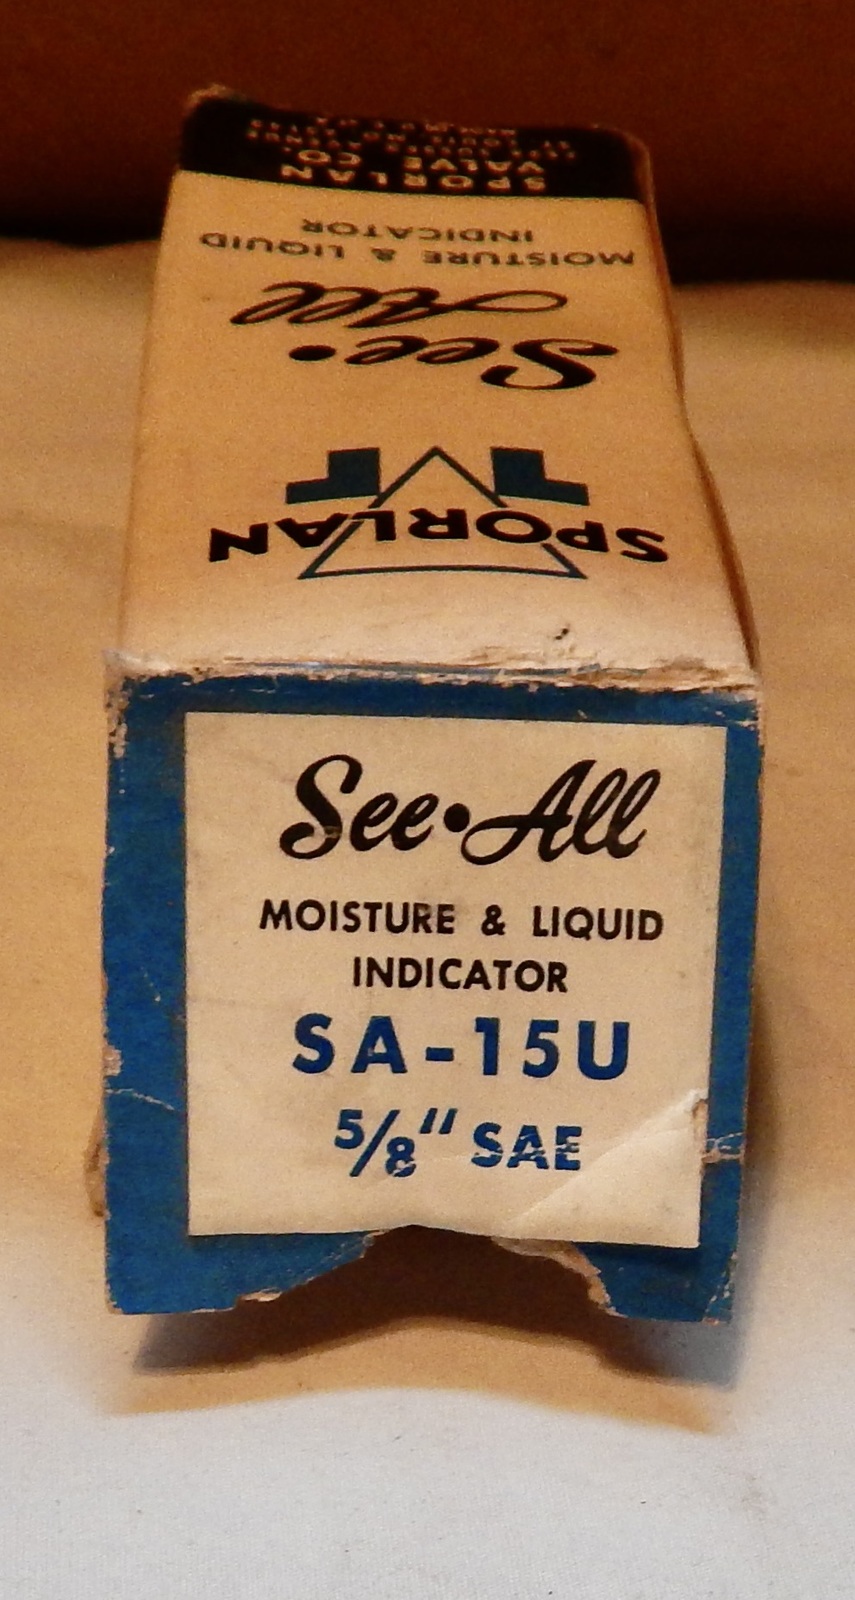 See•All
MOISTURE & LIQUID
INDICATOR
SA-15U
5/8" SAE
SPORLAN
See•
All
MOISTURE & LIQUID
INDICATOR
SPORLAN
VALVE CO.